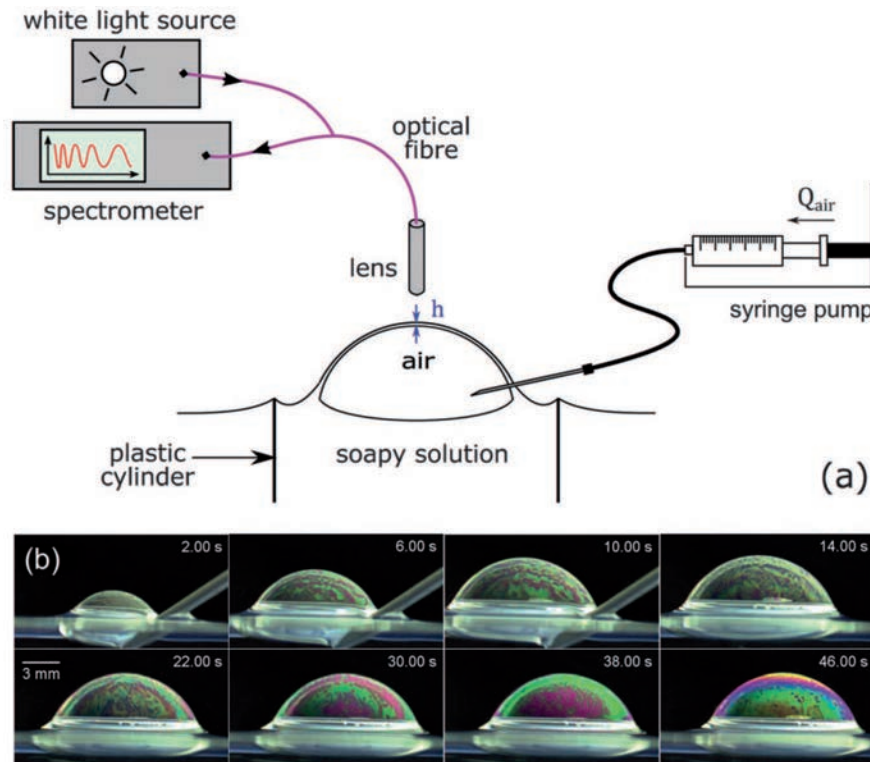 white light source
optical
fibre
spectrometer
lens
Q_air
syringe pump
h
air
plastic
cylinder
soapy solution
(a)
(b)
2.00 s
6.00 s
10.00 s
14.00 s
3 mm
22.00 s
30.00 s
38.00 s
46.00 s